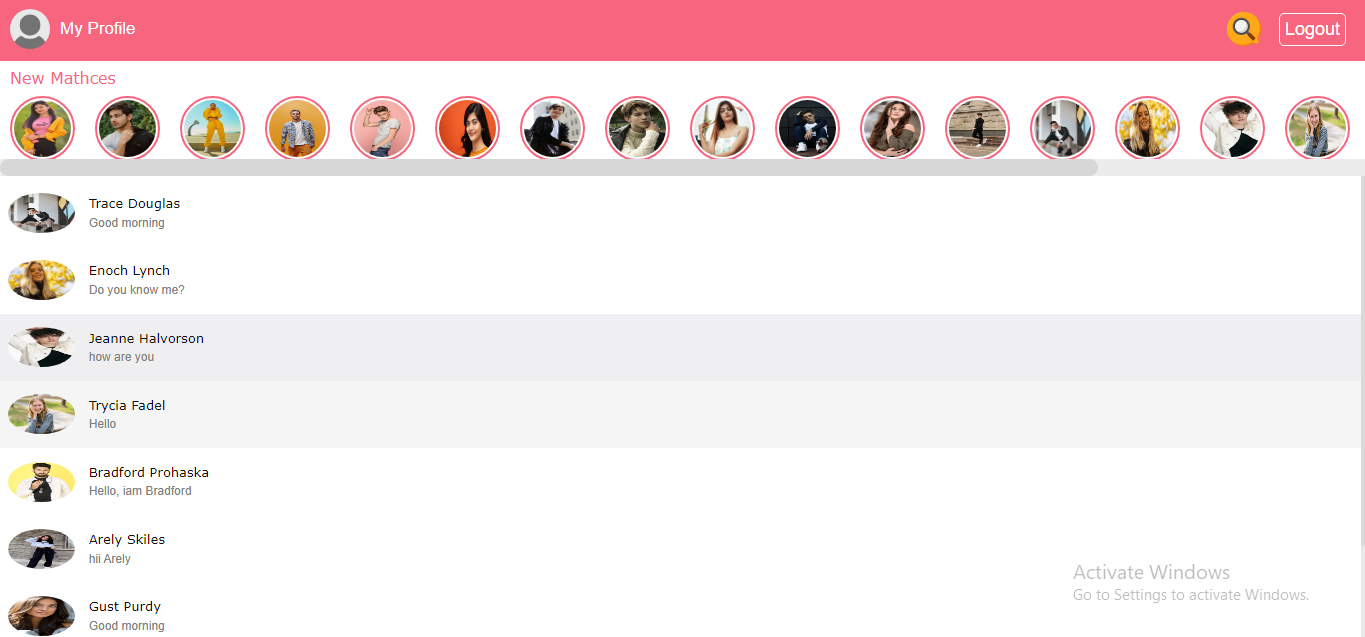 My Profile
Logout
New Mathces
Trace Douglas
Good morning
Enoch Lynch
Do you know me?
Jeanne Halvorson
how are you
Trycia Fadel
Hello
Bradford Prohaska
Hello, iam Bradford
Arely Skiles
hii Arely
Gust Purdy
Good morning
Activate Windows
Go to Settings to activate Windows.